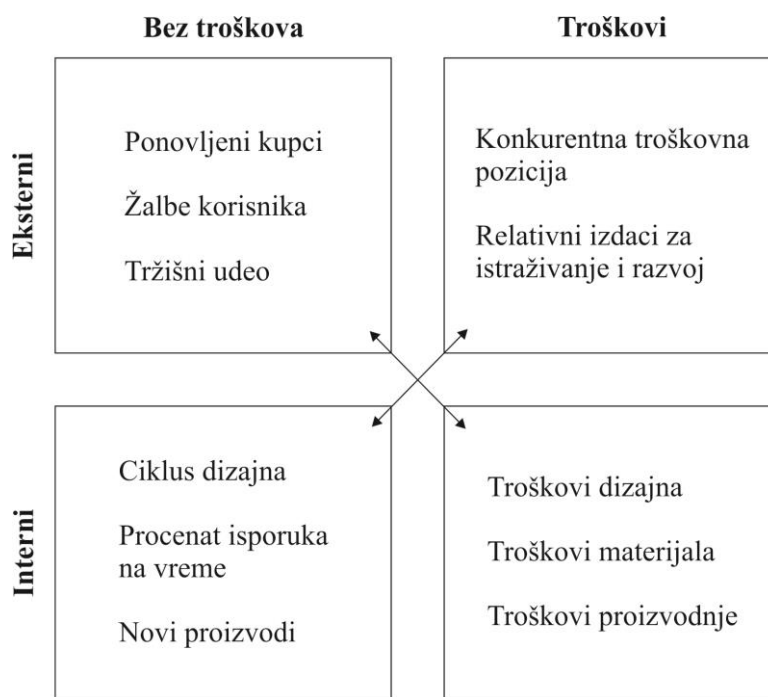 Bez troškova
Troškovi
Eksterni
Ponovljeni kupci
Žalbe korisnika
Tržišni udeo
Konkurentna troškovna
pozicija
Relativni izdaci za
istraživanje i razvoj
Interni
Ciklus dizajna
Procenat isporuka
na vreme
Novi proizvodi
Troškovi dizajna
Troškovi materijala
Troškovi proizvodnje